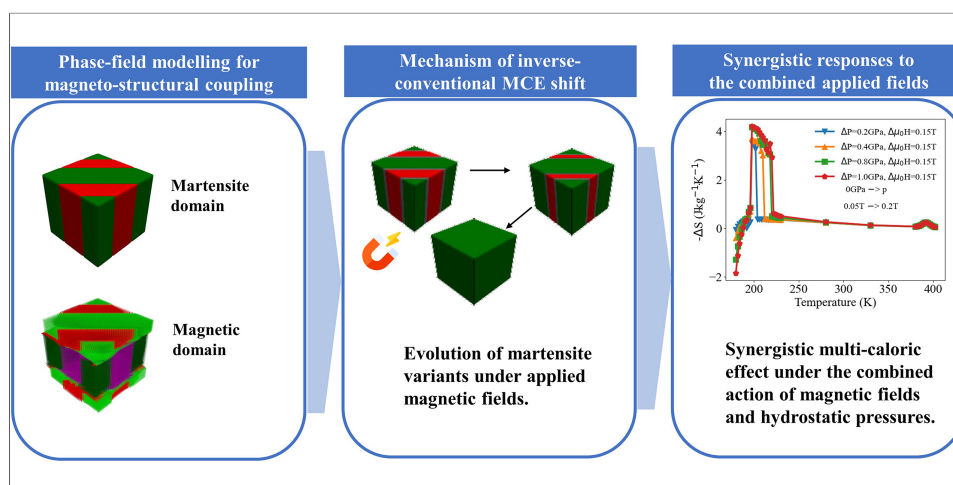 Phase-field modelling for
magneto-structural coupling
Martensite
domain
Magnetic
domain
Mechanism of inverse-
conventional MCE shift
Evolution of martensite
variants under applied
magnetic fields.
Synergistic responses to
the combined applied fields
-ΔS (Jkg⁻¹K⁻¹)
4
2
0
−2
ΔP=0.2GPa, Δμ₀H=0.15T
ΔP=0.4GPa, Δμ₀H=0.15T
ΔP=0.8GPa, Δμ₀H=0.15T
ΔP=1.0GPa, Δμ₀H=0.15T
0GPa −> p
0.05T −> 0.2T
200 250 300 350 400
Temperature (K)
Synergistic multi-caloric
effect under the combined
action of magnetic fields
and hydrostatic pressures.